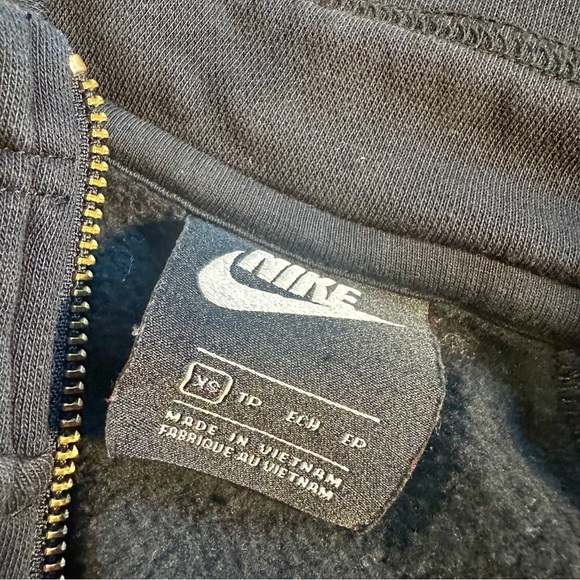 NIKE
XS TP ECH EP
MADE IN VIETNAM
FABRIQUÉ AU VIETNAM